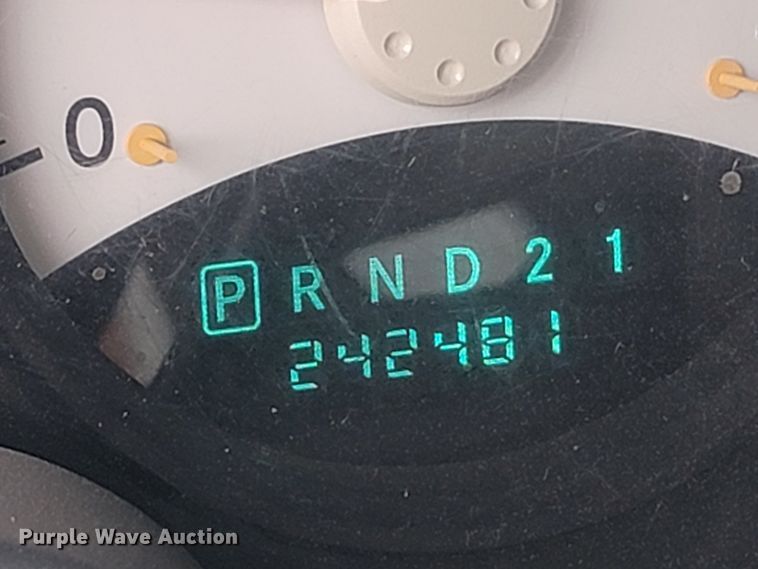 0
P R N D 2 1
242481
Purple Wave Auction